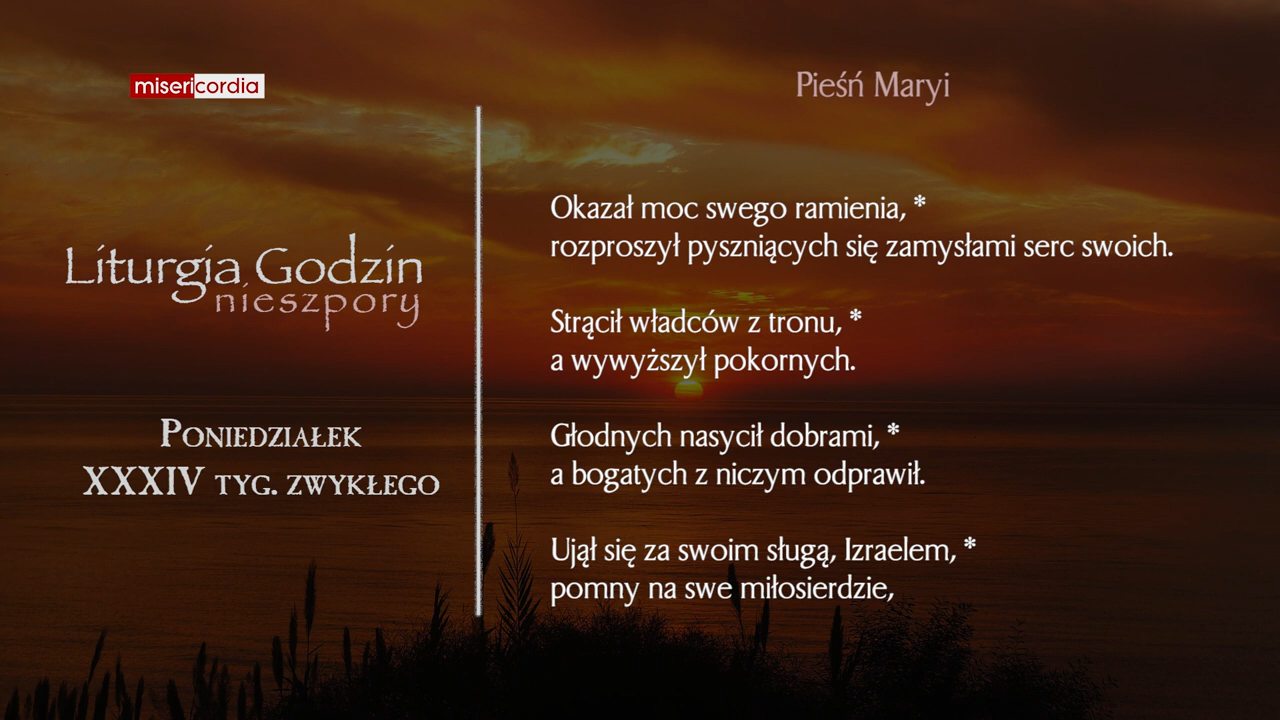 misericordia
Liturgia Godzin
nieszpory
Poniedziałek
XXXIV tyg. zwykłego
Pieśń Maryi
Okazał moc swego ramienia, *
rozproszył pyszniących się zamysłami serc swoich.
Strącił władców z tronu, *
a wywyższył pokornych.
Głodnych nasycił dobrami, *
a bogatych z niczym odprawił.
Ujął się za swoim sługą, Izraelem, *
pomny na swe miłosierdzie,